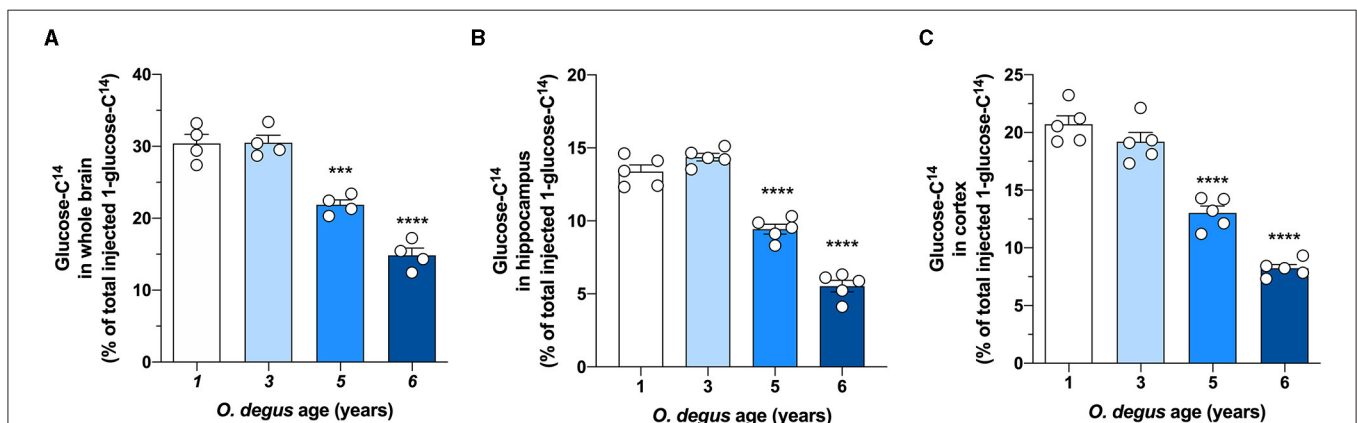 A
Glucose-C14
in whole brain
(% of total injected 1-glucose-C14)
40
30
20
10
0
***
****
1 3 5 6
O. degus age (years)
B
Glucose-C14
in hippocampus
(% of total injected 1-glucose-C14)
20
15
10
5
0
****
****
1 3 5 6
O. degus age (years)
C
Glucose-C14
in cortex
(% of total injected 1-glucose-C14)
25
20
15
10
5
0
****
****
1 3 5 6
O. degus age (years)